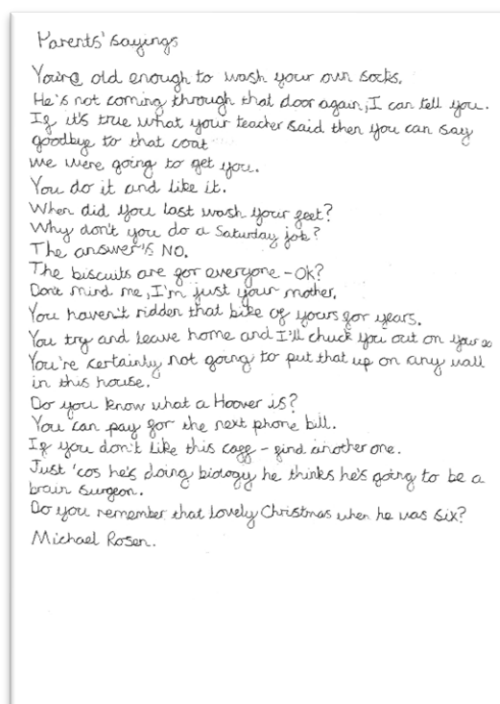 Parents' sayings
You're old enough to wash your own socks.
He's not coming through that door again, I can tell you.
If it's true what your teacher said then you can say
goodbye to that coat
we were going to get you.
You do it and like it.
When did you last wash your feet?
Why don't you do a Saturday job?
The answer's NO.
The biscuits are for everyone - Ok?
Don't mind me, I'm just your mother.
You haven't ridden that bike of yours for years.
You try and leave home and I'll chuck you out on your
You're certainly not going to put that up on any wall
in this house.
Do you know what a Hoover is?
You can pay for the next phone bill.
If you don't like this caff - find another one.
Just 'cos he's doing biology he thinks he's going to be a
brain surgeon.
Do you remember that lovely Christmas when he was six?
Michael Rosen.